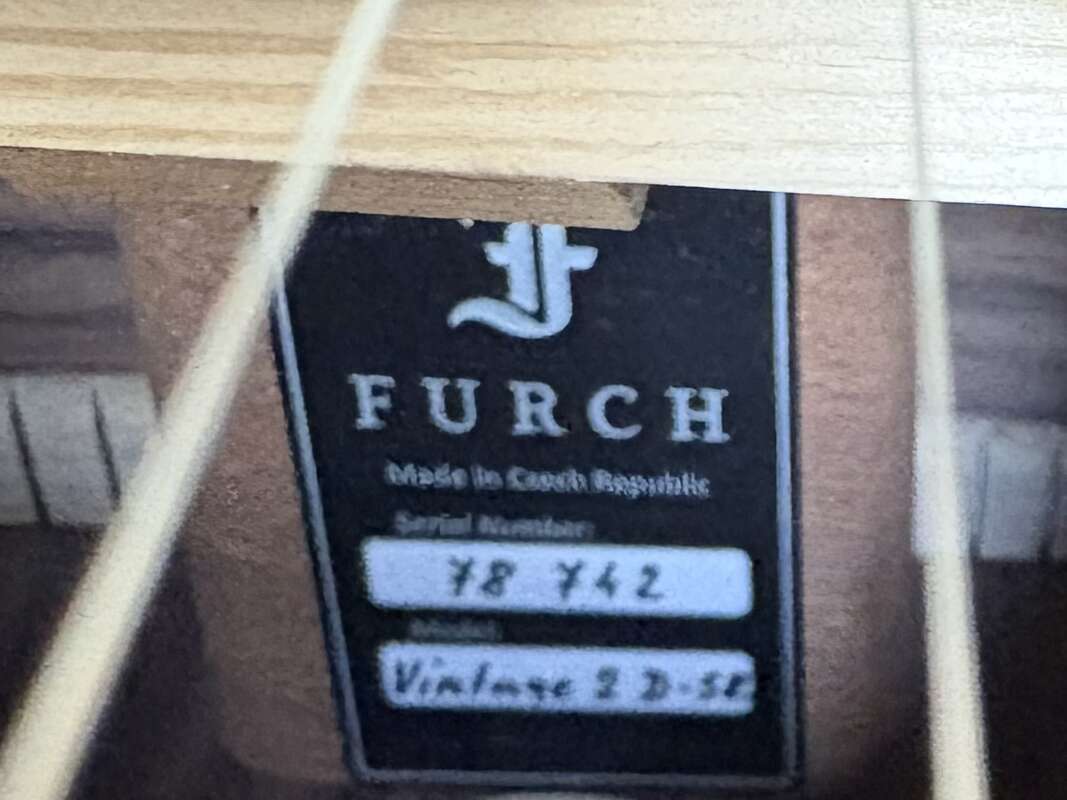 F
FURCH
Made in Czech Republic
Serial Number:
78 742
Model:
Vintage 2 D-SR